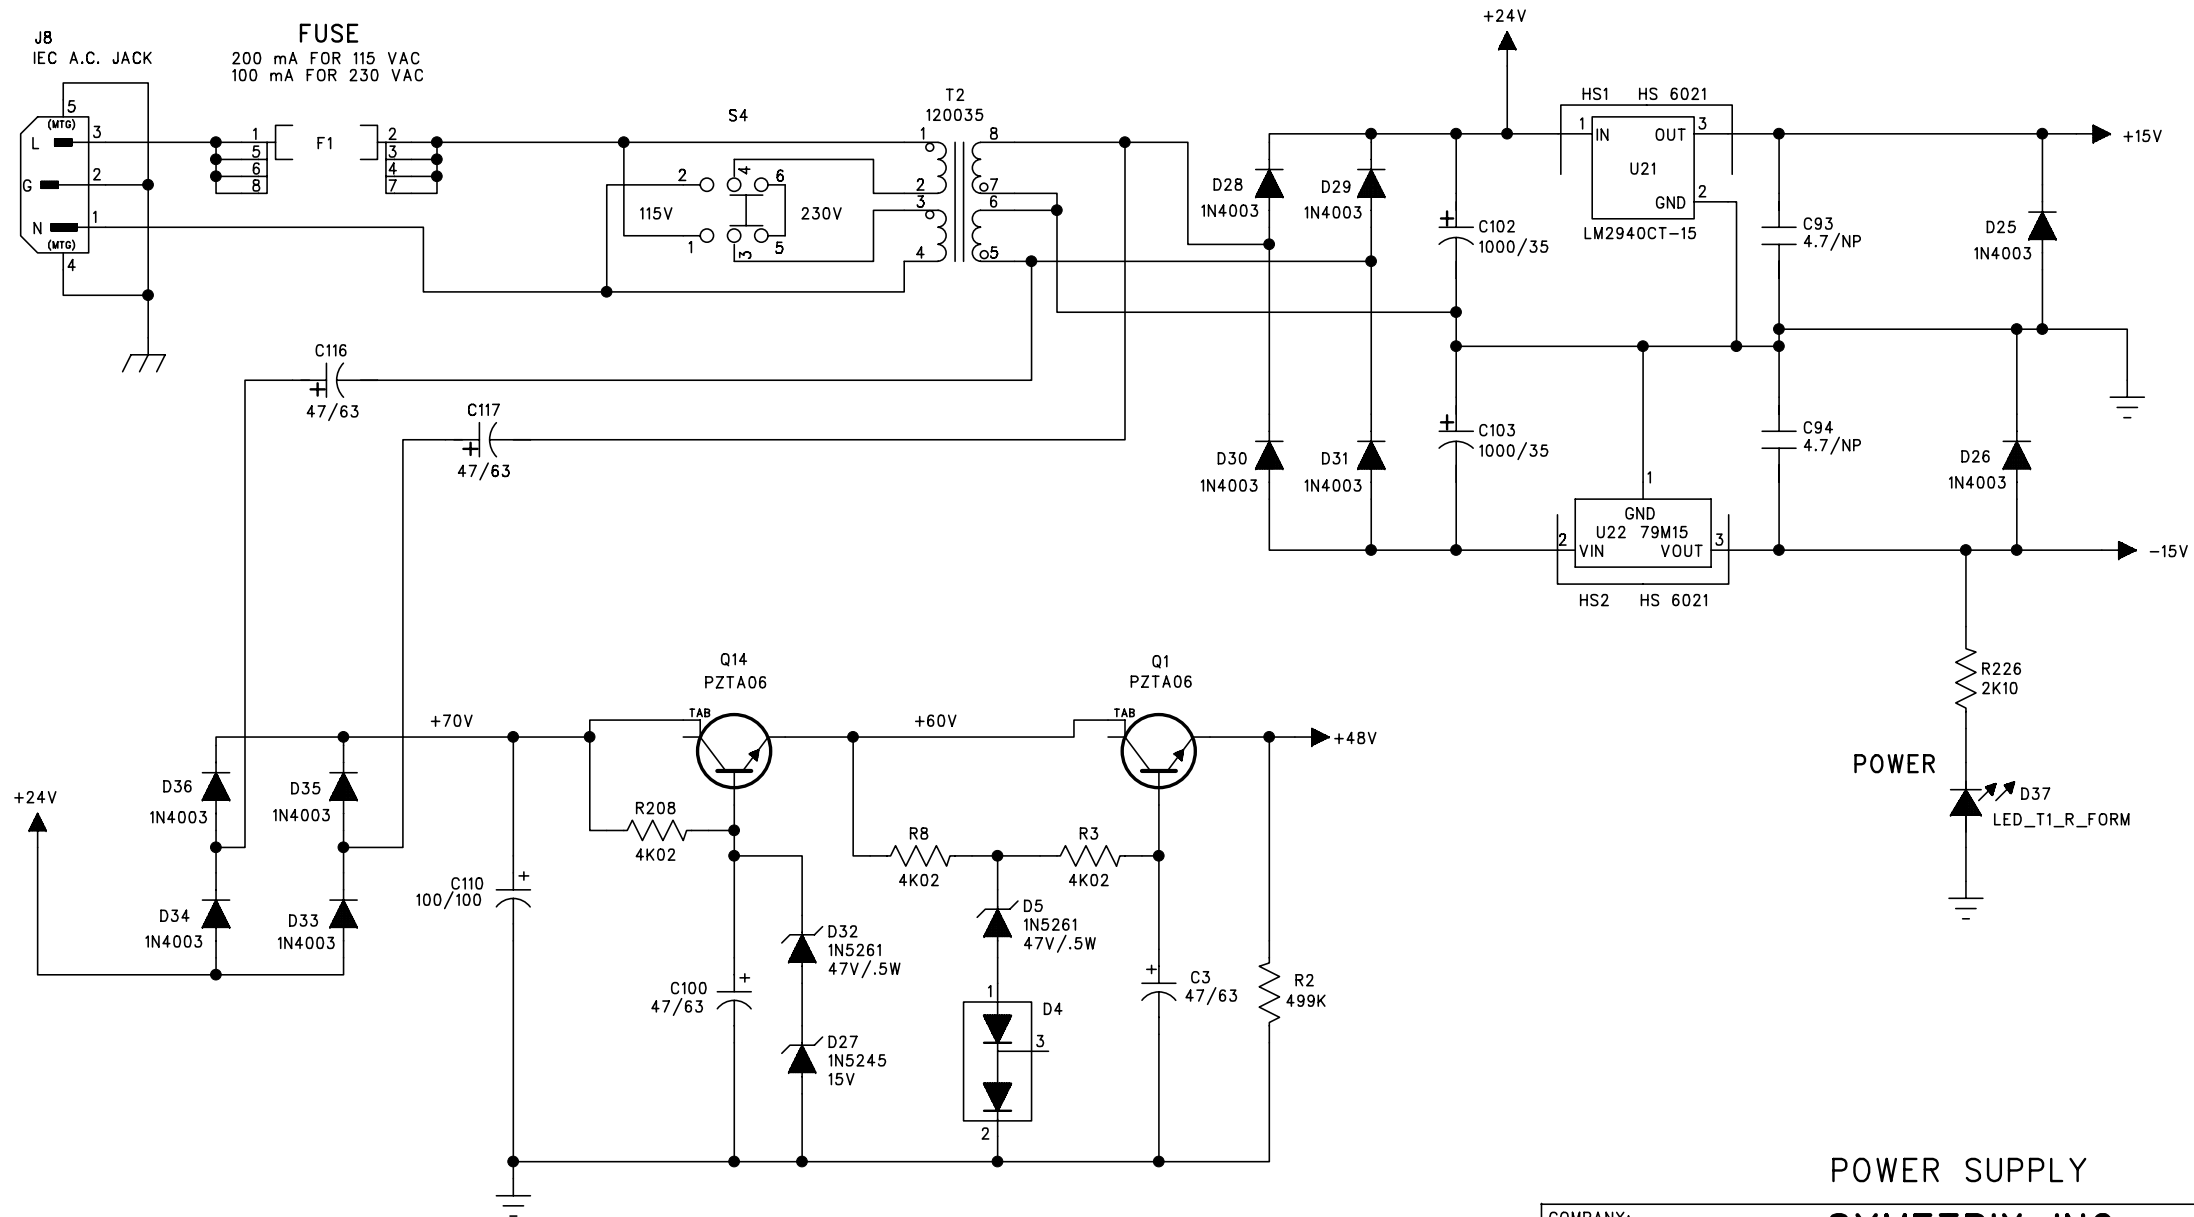 J8
IEC A.C. JACK
FUSE
200 mA FOR 115 VAC
100 mA FOR 230 VAC
5
(MTG)
L
3
G
2
N
1
(MTG)
4
1
5
6
8
F1
2
3
4
7
S4
2
4
6
115V
230V
1
3
5
T2
120035
1
2
3
4
8
7
6
5
D28
1N4003
D29
1N4003
D30
1N4003
D31
1N4003
+24V
C102
1000/35
C103
1000/35
HS1
HS 6021
1
IN
OUT
3
U21
GND
2
LM2940CT-15
C93
4.7/NP
D25
1N4003
+15V
C94
4.7/NP
D26
1N4003
1
GND
U22 79M15
2
VIN
VOUT
3
HS2
HS 6021
-15V
R226
2K10
POWER
D37
LED_T1_R_FORM
C116
+
47/63
C117
+
47/63
+24V
D36
1N4003
D35
1N4003
D34
1N4003
D33
1N4003
+70V
C110
100/100
+
Q14
PZTA06
TAB
R208
4K02
C100
47/63
+
D32
1N5261
47V/.5W
D27
1N5245
15V
+60V
Q1
PZTA06
TAB
R8
4K02
R3
4K02
D5
1N5261
47V/.5W
1
D4
3
2
+
C3
47/63
R2
499K
+48V
POWER SUPPLY